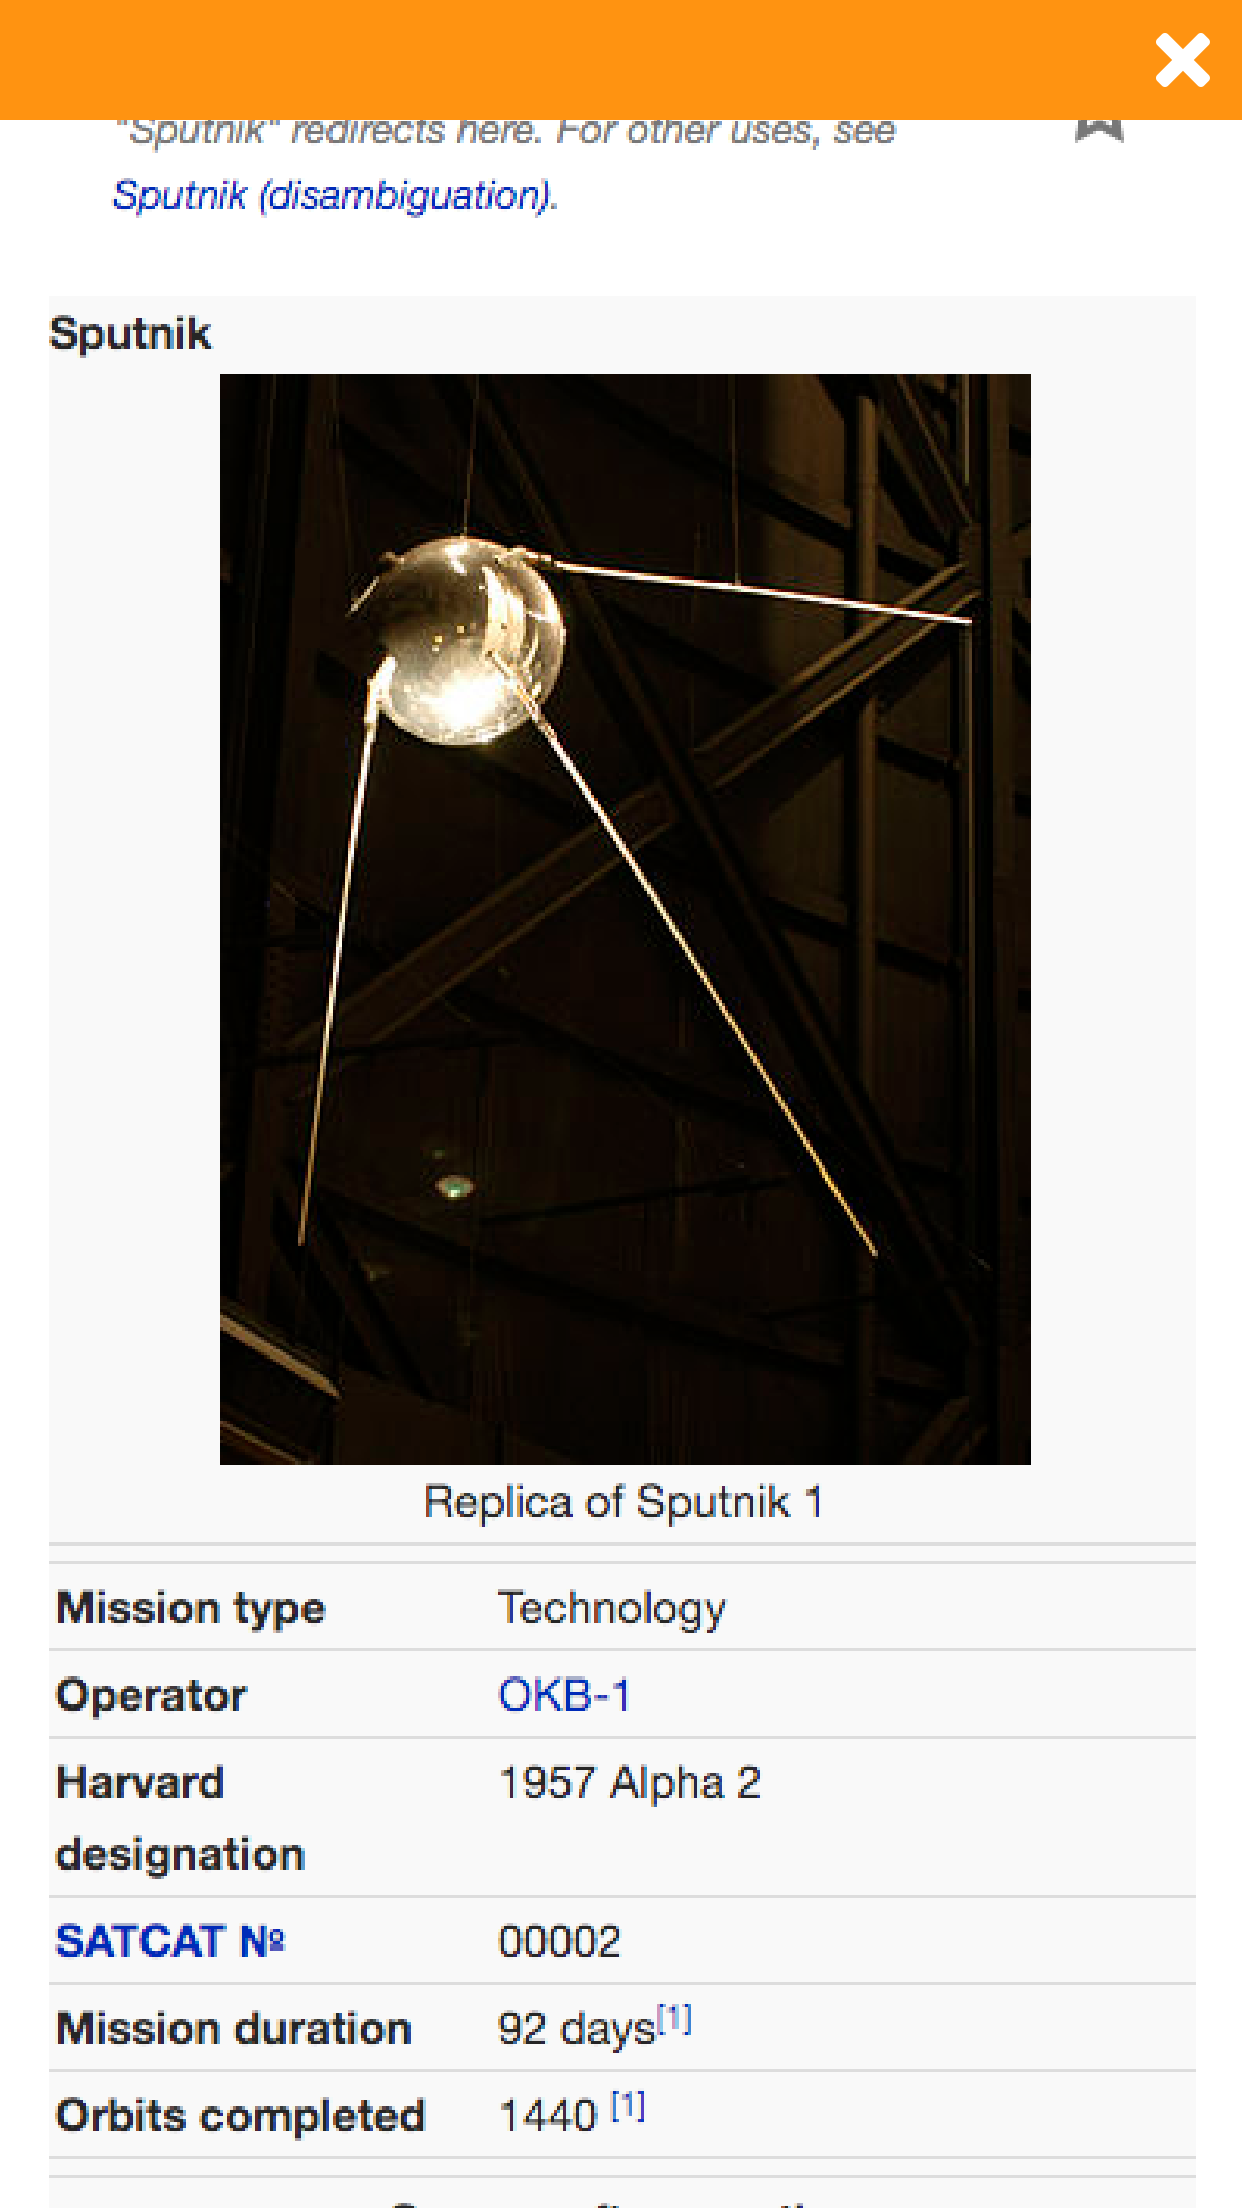 "Sputnik" redirects here. For other uses, see
Sputnik (disambiguation).
Sputnik
Replica of Sputnik 1
Mission type Technology
Operator OKB-1
Harvard designation 1957 Alpha 2
SATCAT № 00002
Mission duration 92 days[1]
Orbits completed 1440 [1]